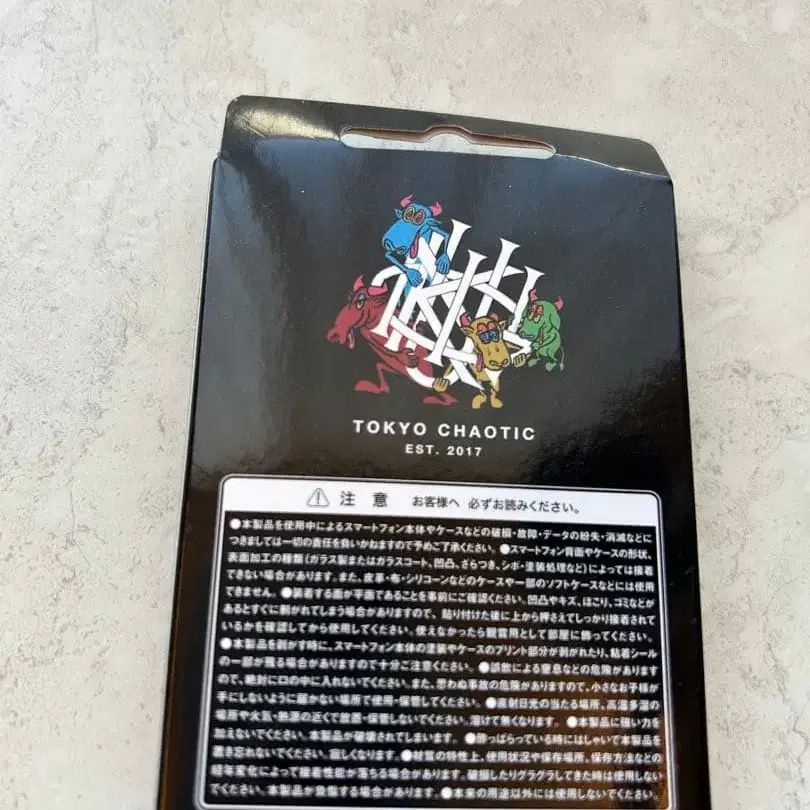 TOKYO CHAOTIC
EST. 2017
注 意 お客様へ 必ずお読みください。
●本製品を使用中によるスマートフォン本体やケースなどの破損・故障・データの紛失・消滅などに
つきましては一切の責任を負いかねますので予めご了承ください。 ●スマートフォン背面やケースの形状、
表面加工の種類(ガラス製またはガラスコート、凹凸、ざらつき、シボ・塗装処理など)によっては接着
できない場合があります。また、皮革・布・シリコーンなどのケースや一部のソフトケースなどには使用
できません。 ●装着する面が平面であることを事前にご確認ください。凹凸やキズ、ほこり、ゴミなどが
あるとすぐに剝がれてしまう場合がありますので、貼り付けた後に上から押さえてしっかり接着されて
いるかを確認してから使用してください。使えなかったら観賞用として部屋に飾ってください。
●本製品を剝がす時に、スマートフォン本体の塗装やケースのプリント部分が剝がれたり、粘着シール
の一部が残る場合がありますので十分ご注意ください。 ●誤飲による窒息などの危険があります
ので、絶対に口の中に入れないでください。また、思わぬ事故の危険がありますので、小さなお子様が
手にしないように届かない場所で使用・保管してください。 ●直射日光の当たる場所、高温多湿の
場所や火気・熱源の近くで放置・保管しないでください。溶けて無くなります。 ●本製品に強い力を
加えないでください。本製品が破壊されてしまいます。 ●酔っぱらっている時にはしゃいで本製品を
置き忘れないでください。寂しくなります。 ●材質の特性上、使用状況や保存場所、保存方法などの
経年変化によって接着性能が落ちる場合があります。破損したりグラグラしてきた時は使用しない
でください。本製品が発傷する場合があります。 ●本来の用途以外には使用しないでください。